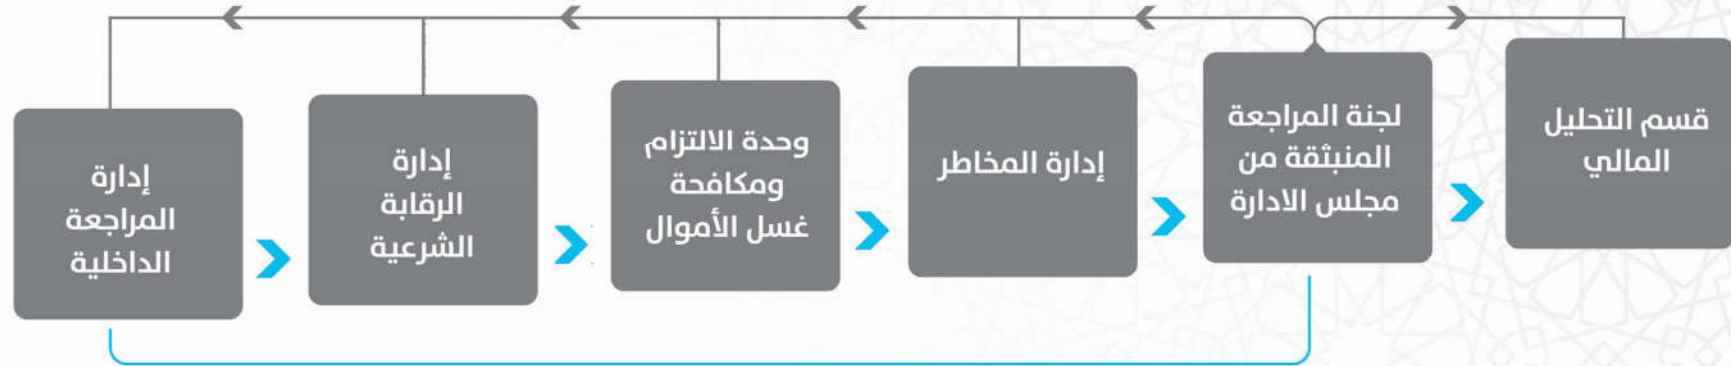 قسم التحليل
المالي
لجنة المراجعة
المنبثقة من
مجلس الادارة
إدارة المخاطر
وحدة الالتزام
ومكافحة
غسل الأموال
إدارة
الرقابة
الشرعية
إدارة
المراجعة
الداخلية